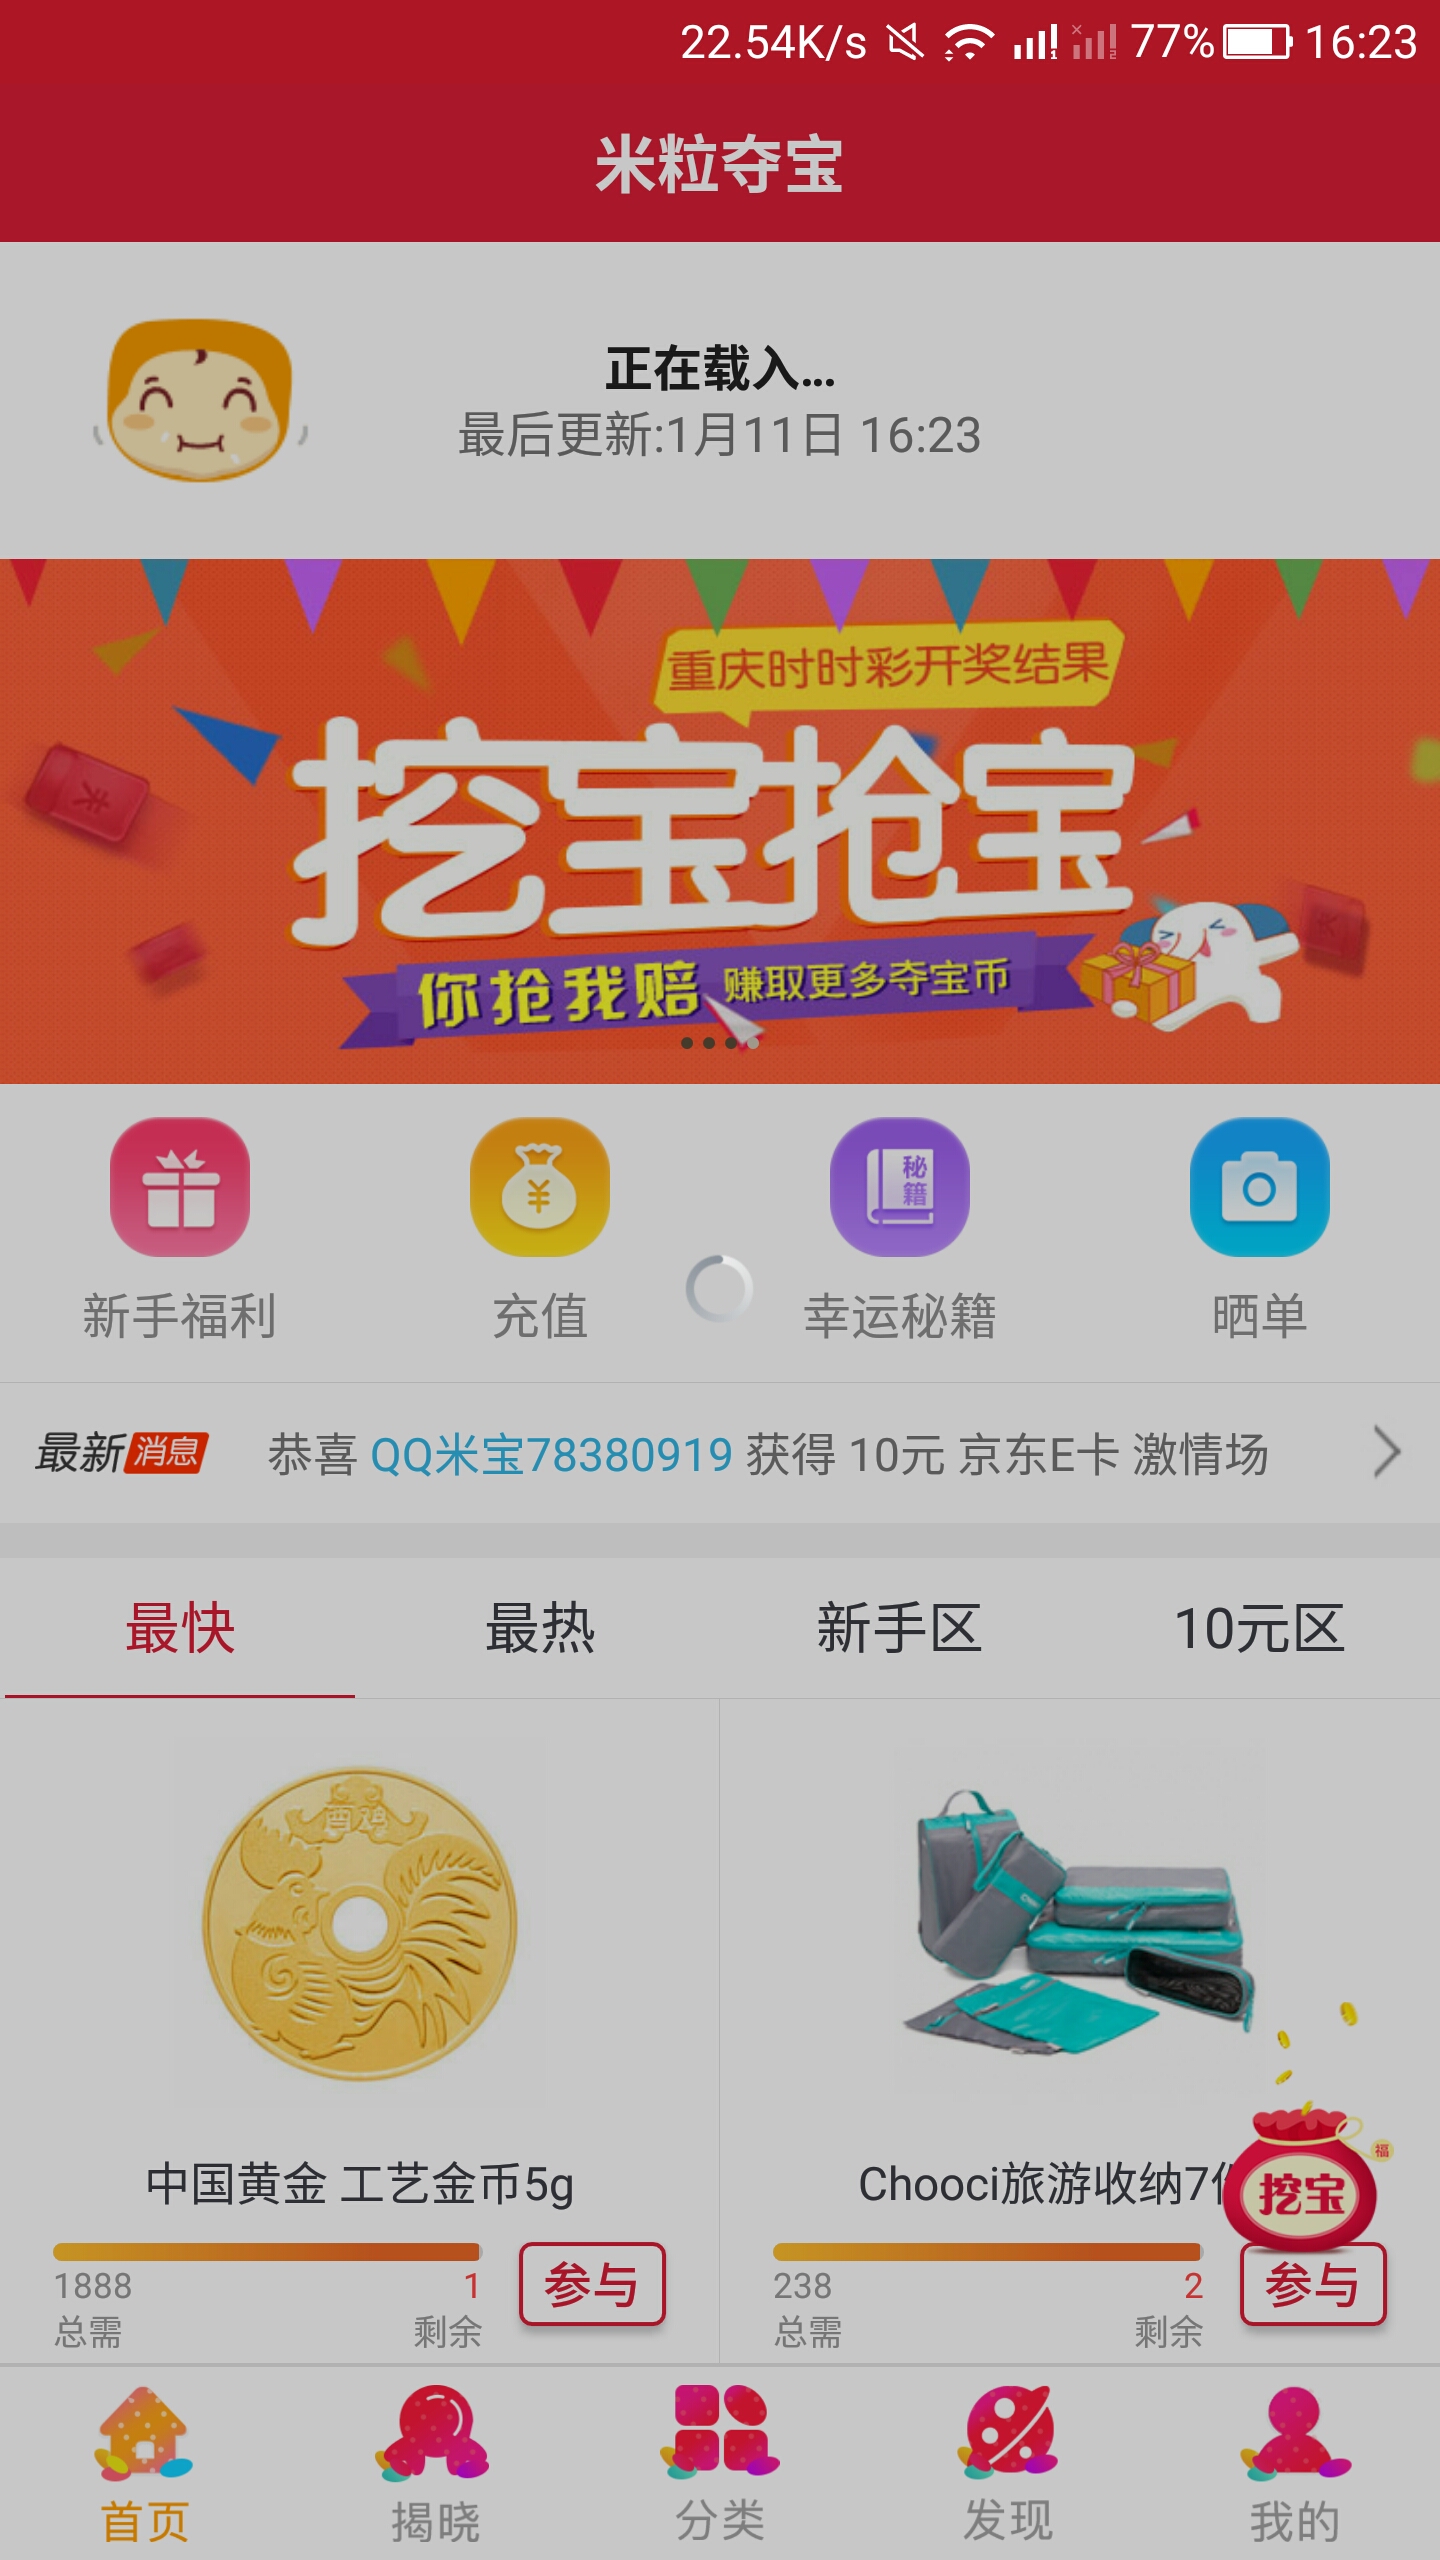 22.54K/s 77% 16:23
米粒夺宝
正在载入...
最后更新:1月11日 16:23
重庆时时彩开奖结果
挖宝抢宝
你抢我赔 赚取更多夺宝币
秘籍
新手福利 充值 幸运秘籍 晒单
最新消息 恭喜 QQ米宝78380919 获得 10元 京东E卡 激情场
最快 最热 新手区 10元区
酉鸡
中国黄金 工艺金币5g
1888 1
总需 剩余
参与
Chooci旅游收纳7
福
挖宝
238 2
总需 剩余
参与
首页 揭晓 分类 发现 我的